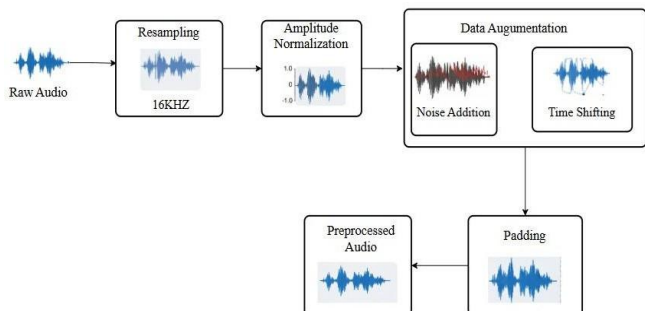 Raw Audio
Resampling
16KHZ
Amplitude
Normalization
1.0
0
-1.0
Data Augumentation
Noise Addition
Time Shifting
Preprocessed
Audio
Padding